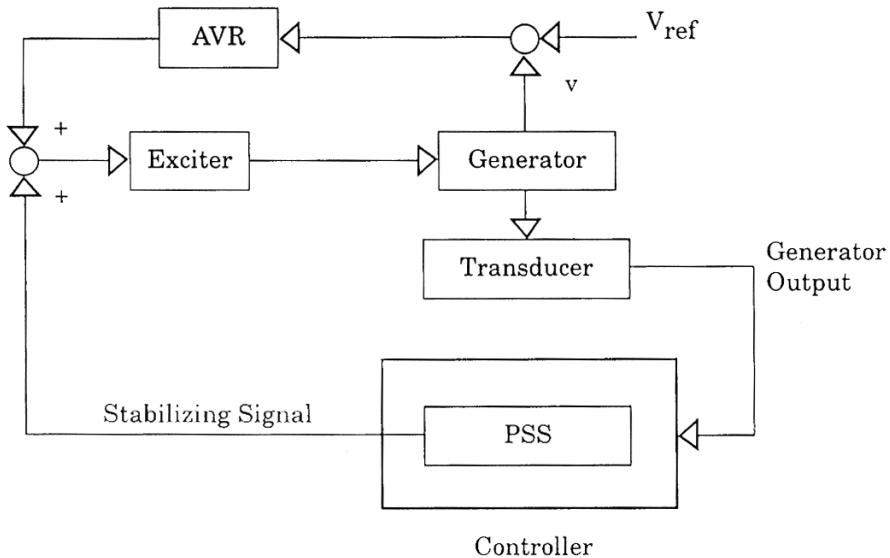 AVR
V_ref
v
+
Exciter
Generator
+
Transducer
Generator
Output
Stabilizing Signal
PSS
Controller